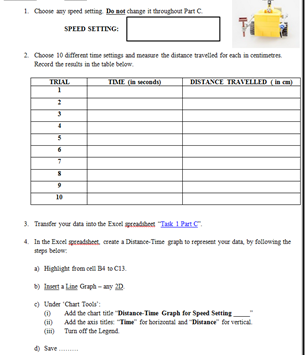 1. Choose any speed setting. Do not change it throughout Part C.
SPEED SETTING:
2. Choose 10 different time settings and measure the distance travelled for each in centimetres.
Record the results in the table below.
TRIAL TIME (in seconds) DISTANCE TRAVELLED ( in cm)
1
2
3
4
5
6
7
8
9
10
3. Transfer your data into the Excel spreadsheet "Task 1 Part C".
4. In the Excel spreadsheet, create a Distance-Time graph to represent your data, by following the
steps below:
a) Highlight from cell B4 to C13.
b) Insert a Line Graph – any 2D.
c) Under 'Chart Tools':
(i) Add the chart title "Distance-Time Graph for Speed Setting _____"
(ii) Add the axis titles: "Time" for horizontal and "Distance" for vertical.
(iii) Turn off the Legend.
d) Save .........